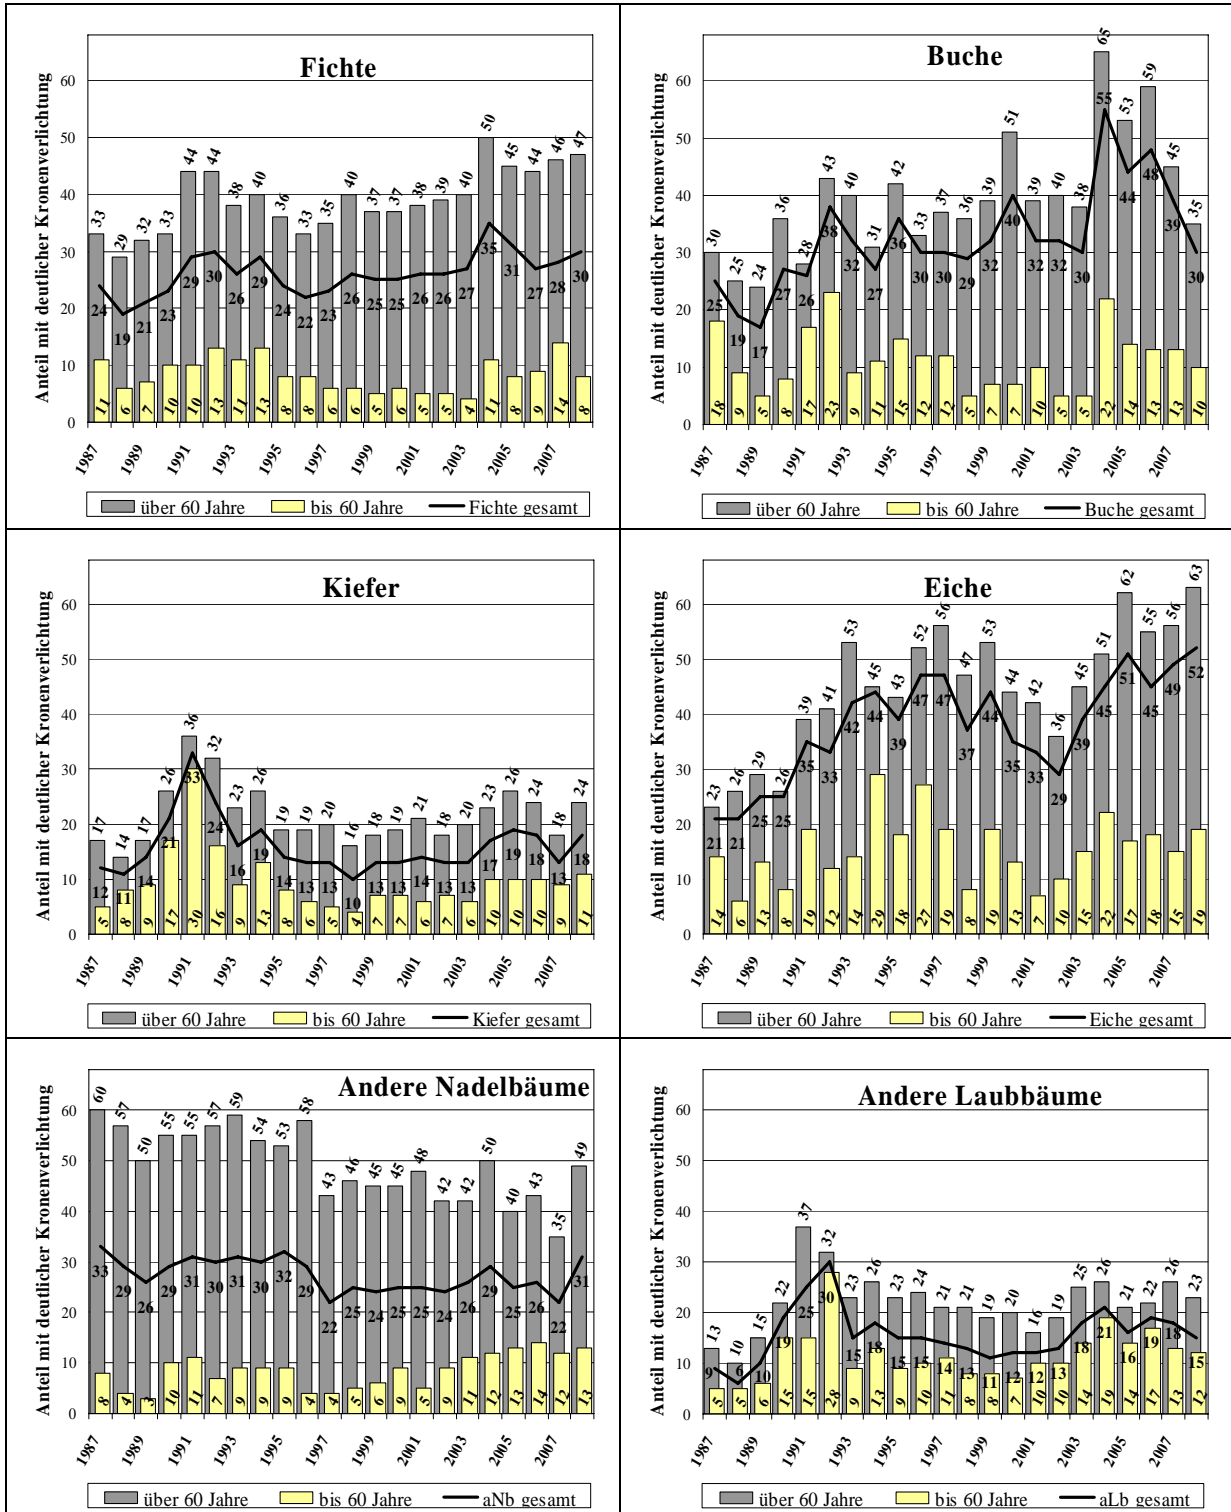 Fichte
Anteil mit deutlicher Kronenverlichtung
60
50
40
30
20
10
0
33 29 32 33 44 44 38 40 36 33 35 40 37 37 38 39 40 50 45 44 46 47
24 19 21 23 29 30 26 29 24 22 23 26 25 25 26 26 27 35 31 27 28 30
11 6 7 10 10 13 11 13 8 8 6 6 5 6 5 5 4 11 8 9 14 8
1987 1989 1991 1993 1995 1997 1999 2001 2003 2005 2007
über 60 Jahre bis 60 Jahre Fichte gesamt
Buche
Anteil mit deutlicher Kronenverlichtung
60
50
40
30
20
10
0
30 25 24 36 28 43 40 31 42 33 37 36 39 51 39 40 38 65 53 59 45 35
25 19 17 27 26 38 32 27 36 30 30 29 32 40 32 32 30 55 44 48 39 30
18 9 5 8 17 23 9 11 15 12 12 5 7 7 10 5 5 22 14 13 13 10
1987 1989 1991 1993 1995 1997 1999 2001 2003 2005 2007
über 60 Jahre bis 60 Jahre Buche gesamt
Kiefer
Anteil mit deutlicher Kronenverlichtung
60
50
40
30
20
10
0
17 14 17 26 36 32 23 26 19 19 20 16 18 19 21 18 20 23 26 24 18 24
12 11 14 21 33 24 16 19 14 13 13 10 13 13 14 13 13 17 19 18 13 18
5 8 9 17 30 16 9 13 8 6 5 4 7 7 6 7 6 10 10 10 9 11
1987 1989 1991 1993 1995 1997 1999 2001 2003 2005 2007
über 60 Jahre bis 60 Jahre Kiefer gesamt
Eiche
Anteil mit deutlicher Kronenverlichtung
60
50
40
30
20
10
0
23 26 29 26 39 41 53 45 43 52 56 47 53 44 42 36 45 51 62 55 56 63
21 21 25 25 35 33 42 44 39 47 47 37 44 35 33 29 39 45 51 45 49 52
14 6 13 8 19 12 14 29 18 27 19 8 19 13 7 10 15 22 17 18 15 19
1987 1989 1991 1993 1995 1997 1999 2001 2003 2005 2007
über 60 Jahre bis 60 Jahre Eiche gesamt
Andere Nadelbäume
Anteil mit deutlicher Kronenverlichtung
60
50
40
30
20
10
0
60 57 50 55 55 57 59 54 53 58 43 46 45 45 48 42 42 50 40 43 35 49
33 29 26 29 31 30 31 30 32 29 22 25 24 25 25 24 26 29 25 26 22 31
8 4 3 10 11 7 9 9 9 4 4 5 6 9 5 9 11 12 13 14 12 13
1987 1989 1991 1993 1995 1997 1999 2001 2003 2005 2007
über 60 Jahre bis 60 Jahre aNb gesamt
Andere Laubbäume
Anteil mit deutlicher Kronenverlichtung
60
50
40
30
20
10
0
13 10 15 22 37 32 23 26 23 24 21 21 19 20 16 19 25 26 21 22 26 23
9 6 10 19 25 30 15 18 15 15 14 13 11 12 12 13 18 21 16 19 18 15
5 5 6 15 15 28 9 13 9 10 11 8 8 7 10 10 14 19 14 17 13 12
1987 1989 1991 1993 1995 1997 1999 2001 2003 2005 2007
über 60 Jahre bis 60 Jahre aLb gesamt